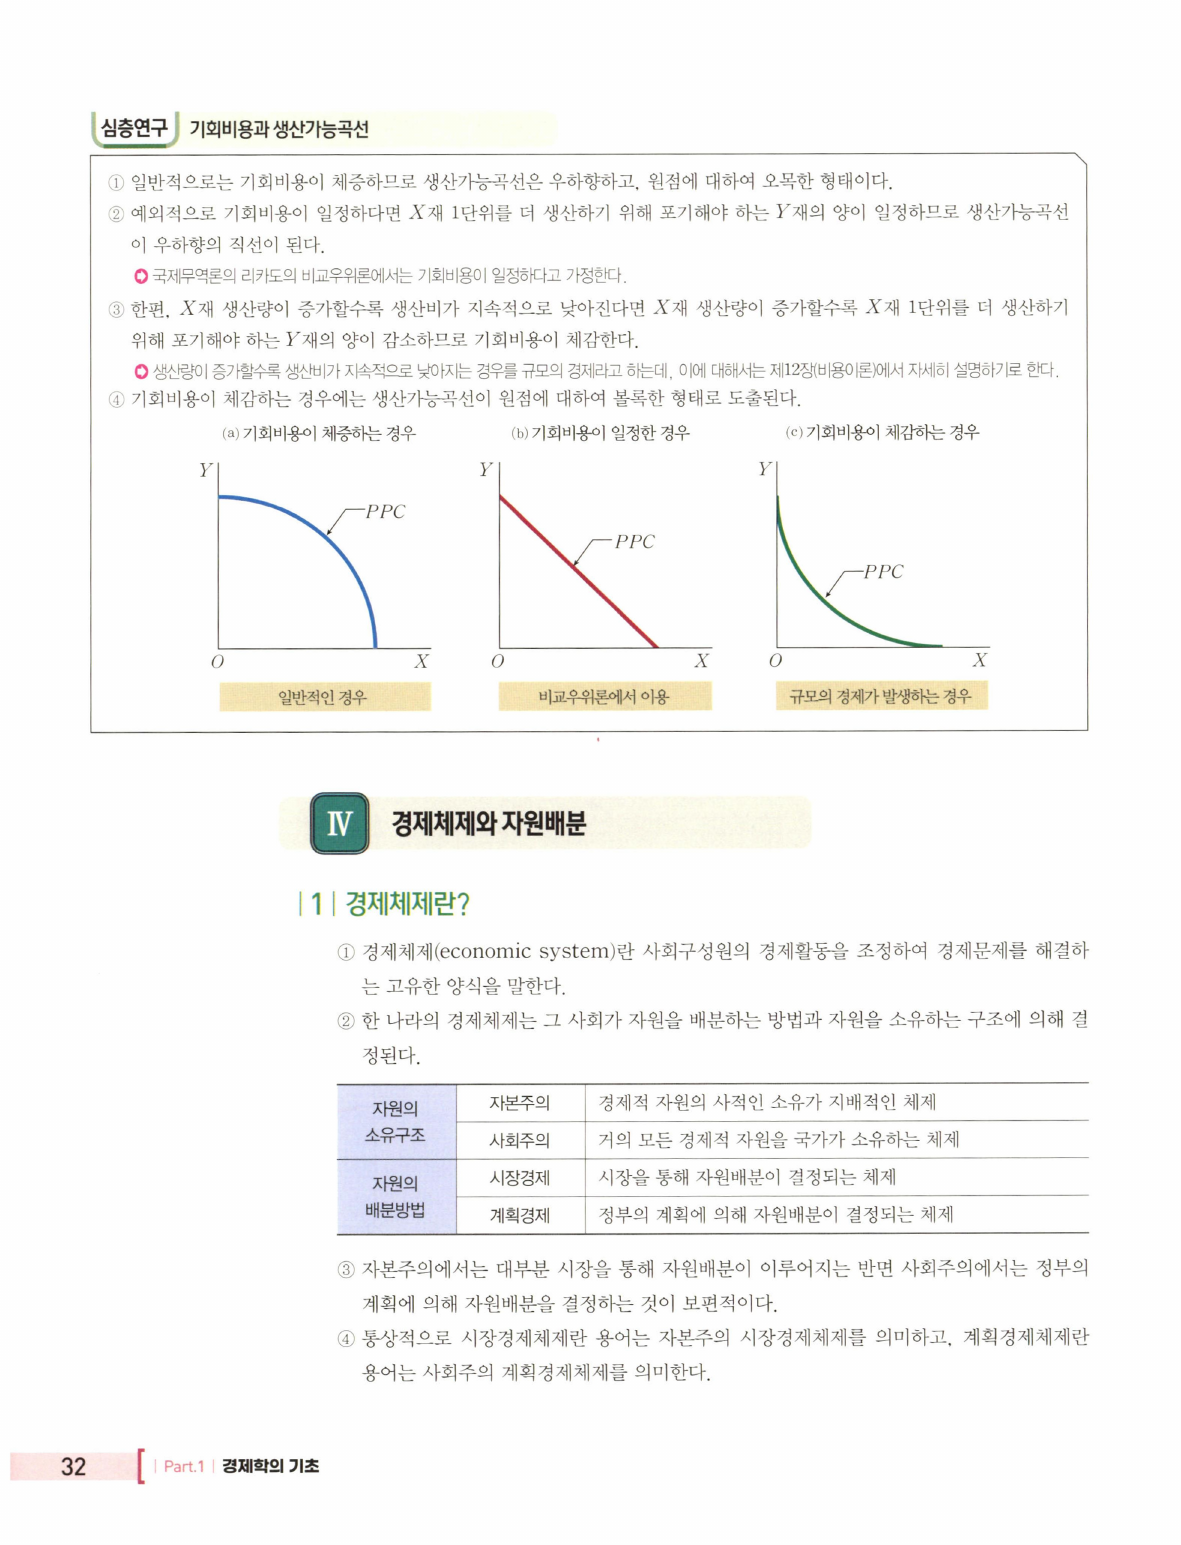 심층연구 기회비용과 생산가능곡선
① 일반적으로는 기회비용이 체증하므로 생산가능곡선은 우하향하고, 원점에 대하여 오목한 형태이다.
② 예외적으로 기회비용이 일정하다면 X재 1단위를 더 생산하기 위해 포기해야 하는 Y재의 양이 일정하므로 생산가능곡선
이 우하향의 직선이 된다.
국제무역론의 리카도의 비교우위론에서는 기회비용이 일정하다고 가정한다.
③ 한편, X재 생산량이 증가할수록 생산비가 지속적으로 낮아진다면 X재 생산량이 증가할수록 X재 1단위를 더 생산하기
위해 포기해야 하는 Y재의 양이 감소하므로 기회비용이 체감한다.
생산량이 증가할수록 생산비가 지속적으로 낮아지는 경우를 규모의 경제라고 하는데, 이에 대해서는 제12장(비용이론)에서 자세히 설명하기로 한다.
④ 기회비용이 체감하는 경우에는 생산가능곡선이 원점에 대하여 볼록한 형태로 도출된다.
(a) 기회비용이 체증하는 경우
Y
PPC
O X
일반적인 경우
(b) 기회비용이 일정한 경우
Y
PPC
O X
비교우위론에서 이용
(c) 기회비용이 체감하는 경우
Y
PPC
O X
규모의 경제가 발생하는 경우
Ⅳ 경제체제와 자원배분
| 1 | 경제체제란?
① 경제체제(economic system)란 사회구성원의 경제활동을 조정하여 경제문제를 해결하
는 고유한 양식을 말한다.
② 한 나라의 경제체제는 그 사회가 자원을 배분하는 방법과 자원을 소유하는 구조에 의해 결
정된다.
자원의
소유구조
자본주의 경제적 자원의 사적인 소유가 지배적인 체제
사회주의 거의 모든 경제적 자원을 국가가 소유하는 체제
자원의
배분방법
시장경제 시장을 통해 자원배분이 결정되는 체제
계획경제 정부의 계획에 의해 자원배분이 결정되는 체제
③ 자본주의에서는 대부분 시장을 통해 자원배분이 이루어지는 반면 사회주의에서는 정부의
계획에 의해 자원배분을 결정하는 것이 보편적이다.
④ 통상적으로 시장경제체제란 용어는 자본주의 시장경제체제를 의미하고, 계획경제체제란
용어는 사회주의 계획경제체제를 의미한다.
32 | Part.1 | 경제학의 기초